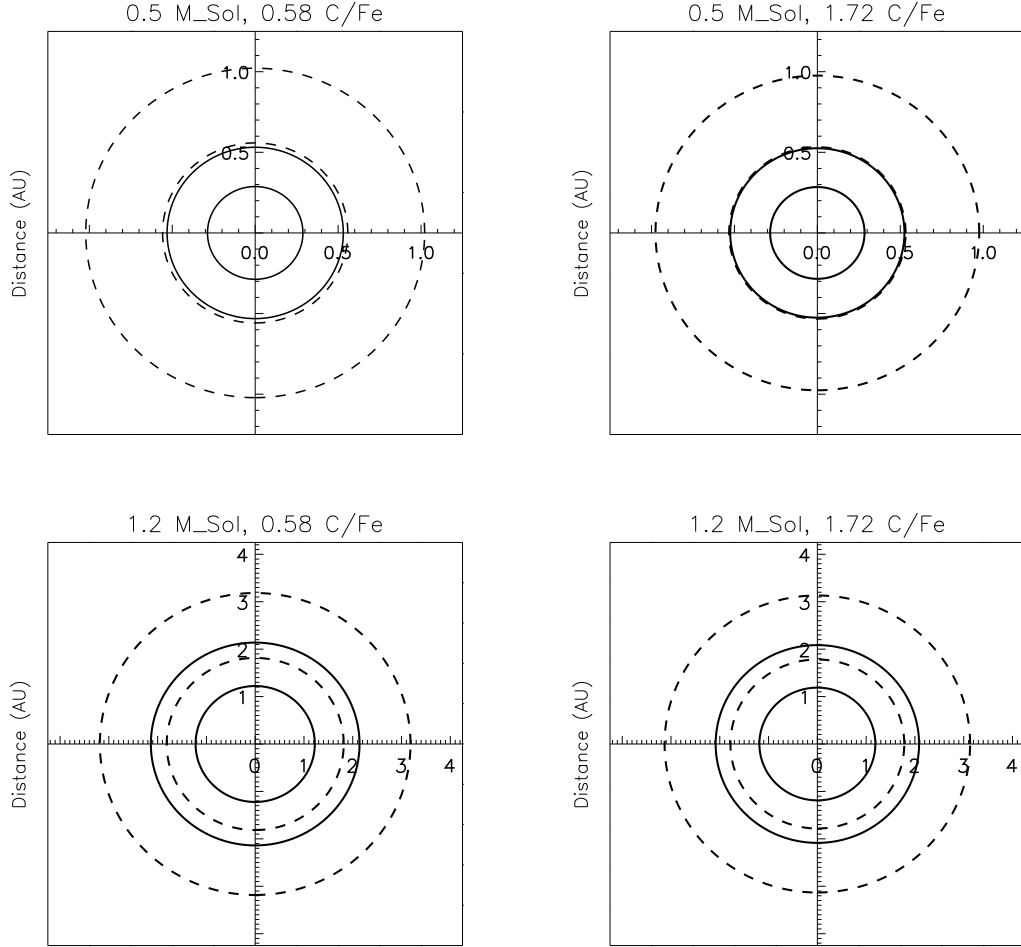 0.5 M_Sol, 0.58 C/Fe
0.5 M_Sol, 1.72 C/Fe
1.0
0.5
0.0 0.5 1.0
Distance (AU)
1.0
0.5
0.0 0.5 1.0
Distance (AU)
1.2 M_Sol, 0.58 C/Fe
1.2 M_Sol, 1.72 C/Fe
4
3
2
1
0 1 2 3 4
Distance (AU)
4
3
2
1
0 1 2 3 4
Distance (AU)